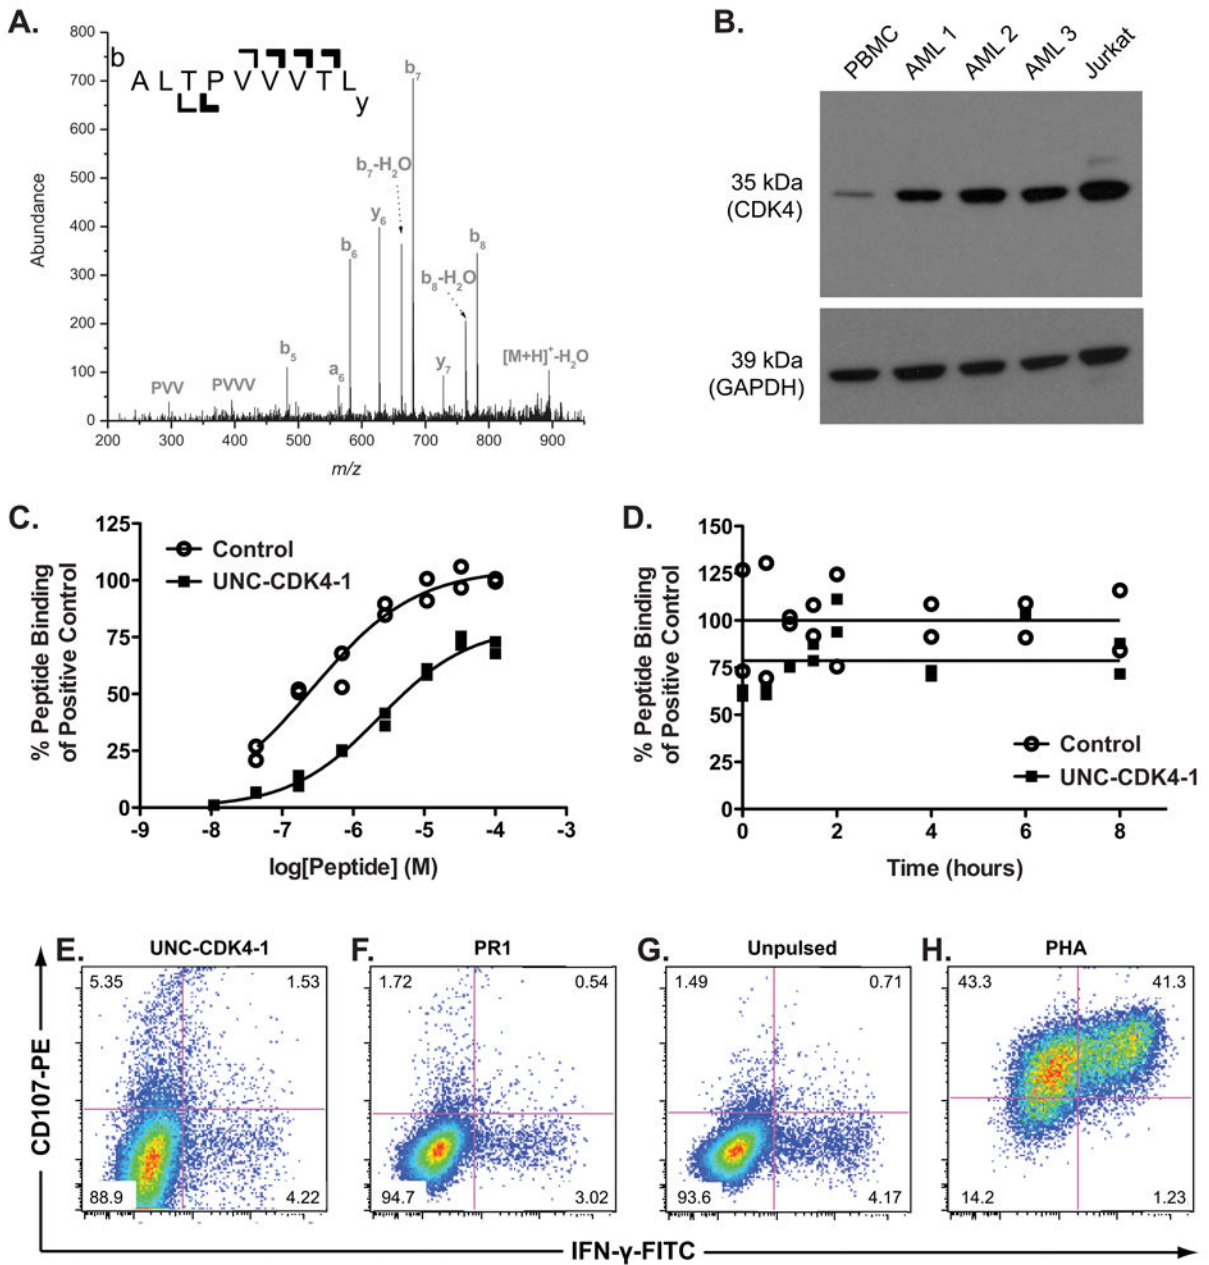 A.
800
700
600
500
400
300
200
100
0
Abundance
200 300 400 500 600 700 800 900
m/z
b
A L T P V V V T L
y
PVV
PVVV
b5
a6
b6
y6
b7-H2O
b7
y7
b8-H2O
b8
[M+H]+-H2O
B.
PBMC
AML 1
AML 2
AML 3
Jurkat
35 kDa
(CDK4)
39 kDa
(GAPDH)
C.
125
100
75
50
25
0
% Peptide Binding
of Positive Control
Control
UNC-CDK4-1
-9 -8 -7 -6 -5 -4 -3
log[Peptide] (M)
D.
150
125
100
75
50
25
0
% Peptide Binding
of Positive Control
Control
UNC-CDK4-1
0 2 4 6 8
Time (hours)
E.
UNC-CDK4-1
5.35 1.53
88.9 4.22
F.
PR1
1.72 0.54
94.7 3.02
G.
Unpulsed
1.49 0.71
93.6 4.17
H.
PHA
43.3 41.3
14.2 1.23
CD107-PE
IFN-γ-FITC